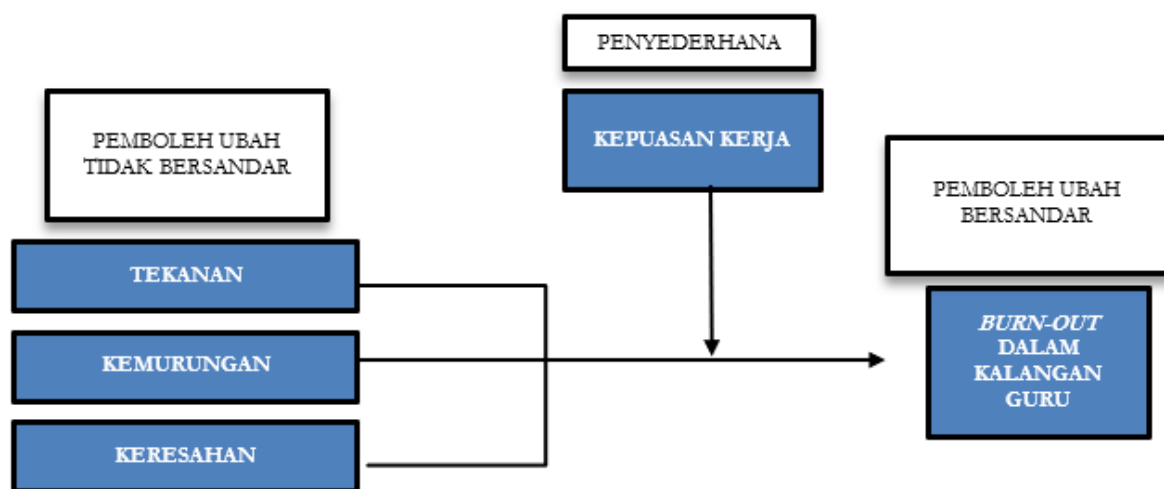 PENYEDERHANA
KEPUASAN KERJA
PEMBOLEH UBAH
TIDAK BERSANDAR
TEKANAN
KEMURUNGAN
KERESAHAN
PEMBOLEH UBAH
BERSANDAR
BURN-OUT
DALAM
KALANGAN
GURU